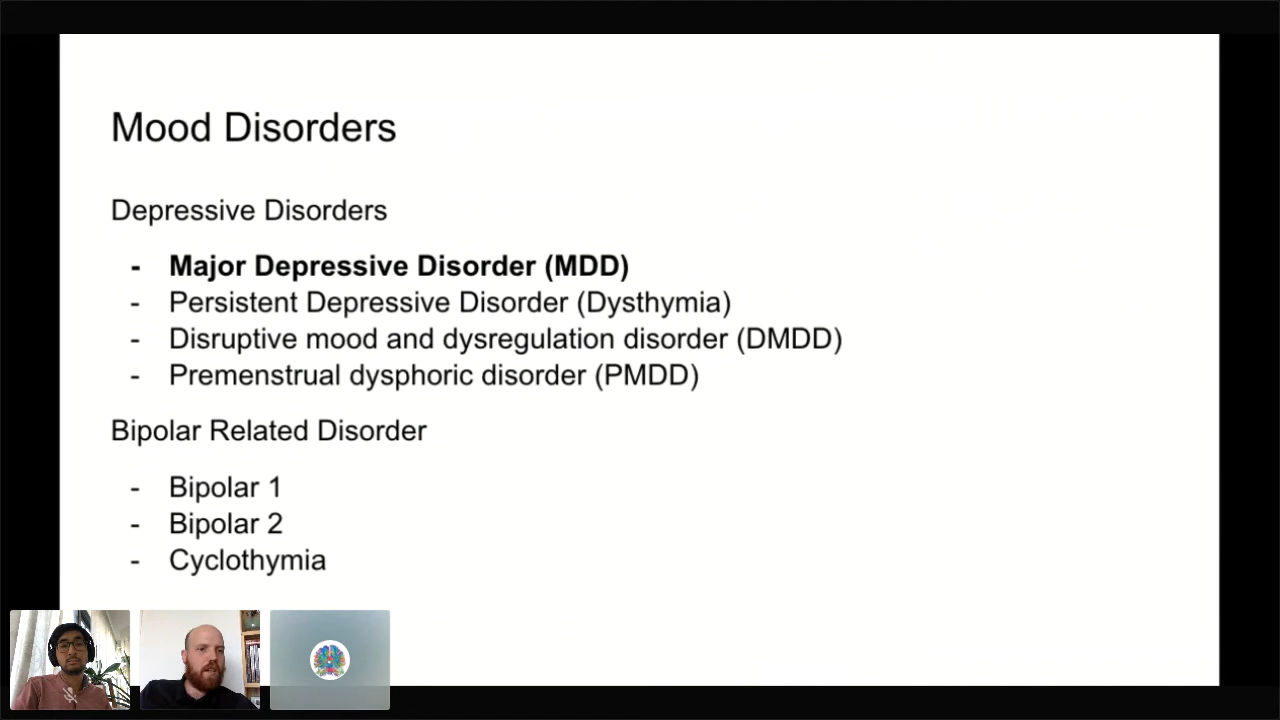 Mood Disorders
Depressive Disorders
- Major Depressive Disorder (MDD)
- Persistent Depressive Disorder (Dysthymia)
- Disruptive mood and dysregulation disorder (DMDD)
- Premenstrual dysphoric disorder (PMDD)
Bipolar Related Disorder
- Bipolar 1
- Bipolar 2
- Cyclothymia